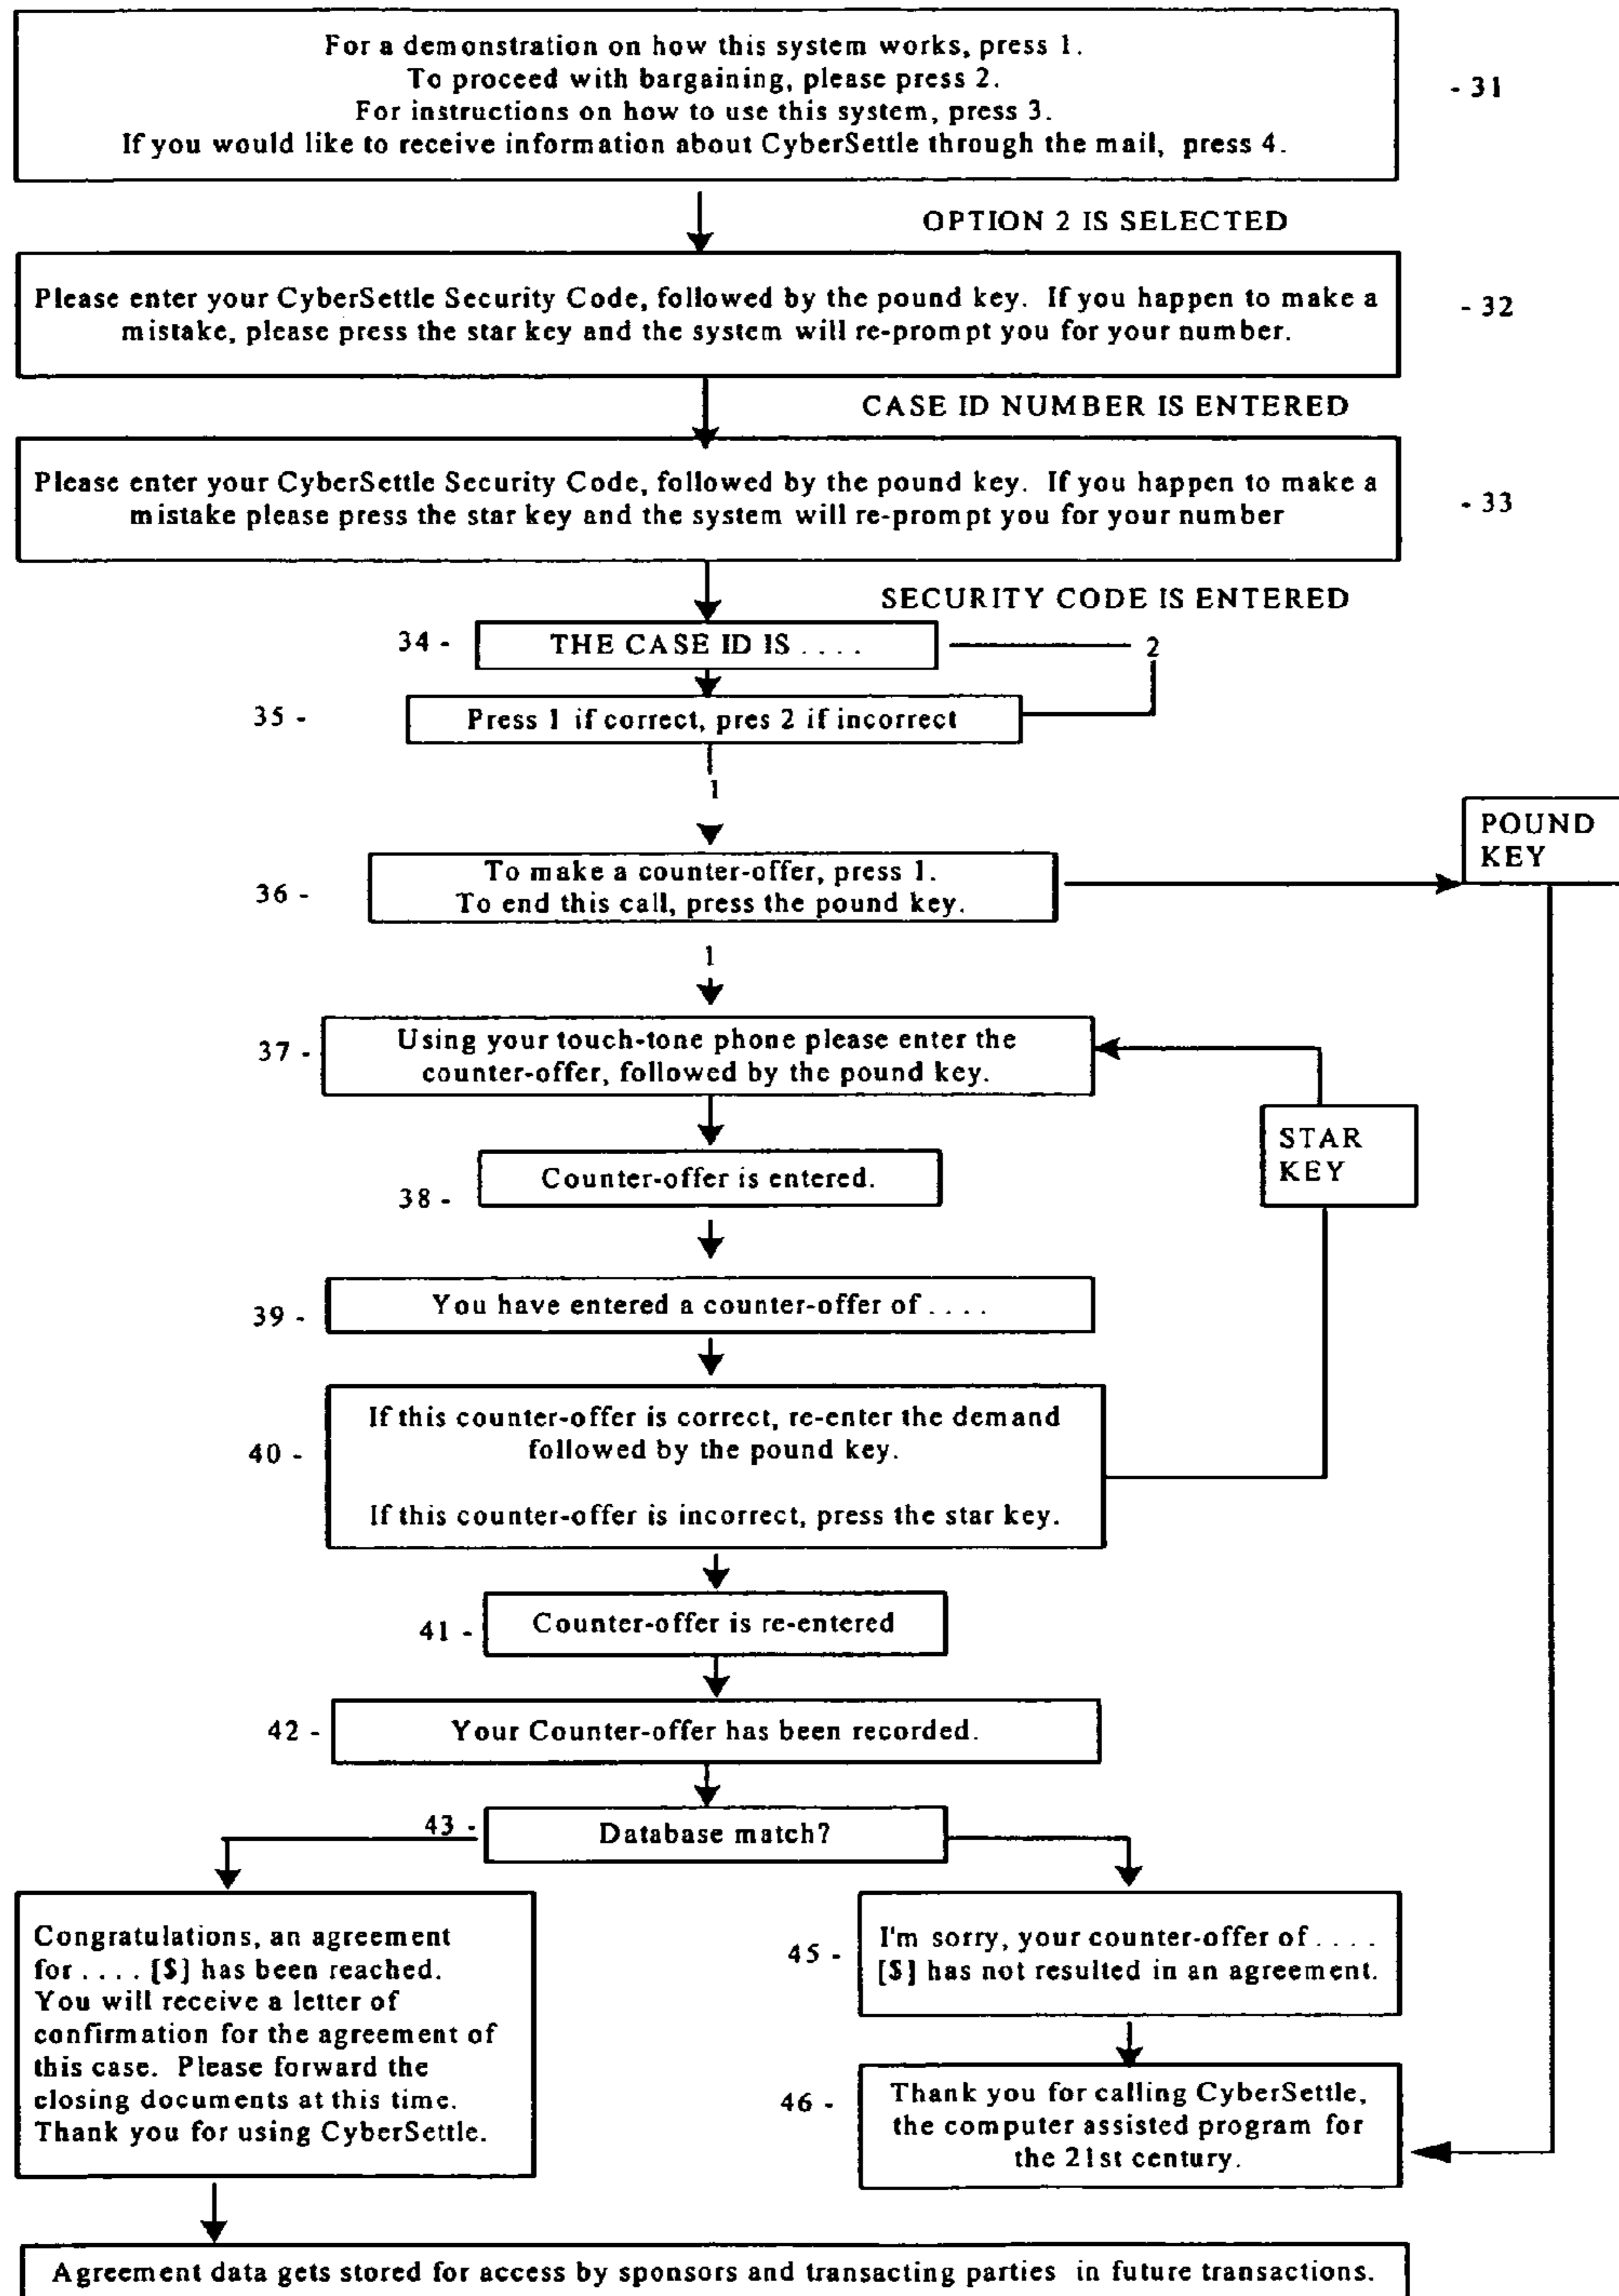 For a demonstration on how this system works, press 1.
To proceed with bargaining, please press 2.
For instructions on how to use this system, press 3.
If you would like to receive information about CyberSettle through the mail, press 4.
- 31
OPTION 2 IS SELECTED
Please enter your CyberSettle Security Code, followed by the pound key. If you happen to make a
mistake, please press the star key and the system will re-prompt you for your number.
- 32
CASE ID NUMBER IS ENTERED
Please enter your CyberSettle Security Code, followed by the pound key. If you happen to make a
mistake please press the star key and the system will re-prompt you for your number
- 33
SECURITY CODE IS ENTERED
34 -
THE CASE ID IS . . . .
2
35 -
Press 1 if correct, pres 2 if incorrect
1
POUND
KEY
36 -
To make a counter-offer, press 1.
To end this call, press the pound key.
1
37 -
Using your touch-tone phone please enter the
counter-offer, followed by the pound key.
STAR
KEY
38 -
Counter-offer is entered.
39 -
You have entered a counter-offer of . . . .
40 -
If this counter-offer is correct, re-enter the demand
followed by the pound key.
If this counter-offer is incorrect, press the star key.
41 -
Counter-offer is re-entered
42 -
Your Counter-offer has been recorded.
43 -
Database match?
Congratulations, an agreement
for . . . . [$] has been reached.
You will receive a letter of
confirmation for the agreement of
this case. Please forward the
closing documents at this time.
Thank you for using CyberSettle.
45 -
I'm sorry, your counter-offer of . . . .
[$] has not resulted in an agreement.
46 -
Thank you for calling CyberSettle,
the computer assisted program for
the 21st century.
Agreement data gets stored for access by sponsors and transacting parties in future transactions.